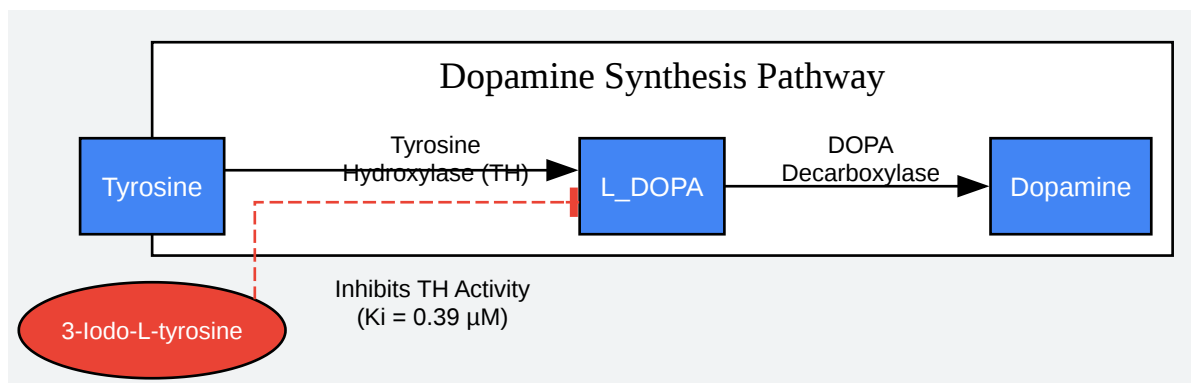 Dopamine Synthesis Pathway
Tyrosine
Tyrosine
Hydroxylase (TH)
L_DOPA
DOPA
Decarboxylase
Dopamine
Inhibits TH Activity
(Ki = 0.39 µM)
3-Iodo-L-tyrosine